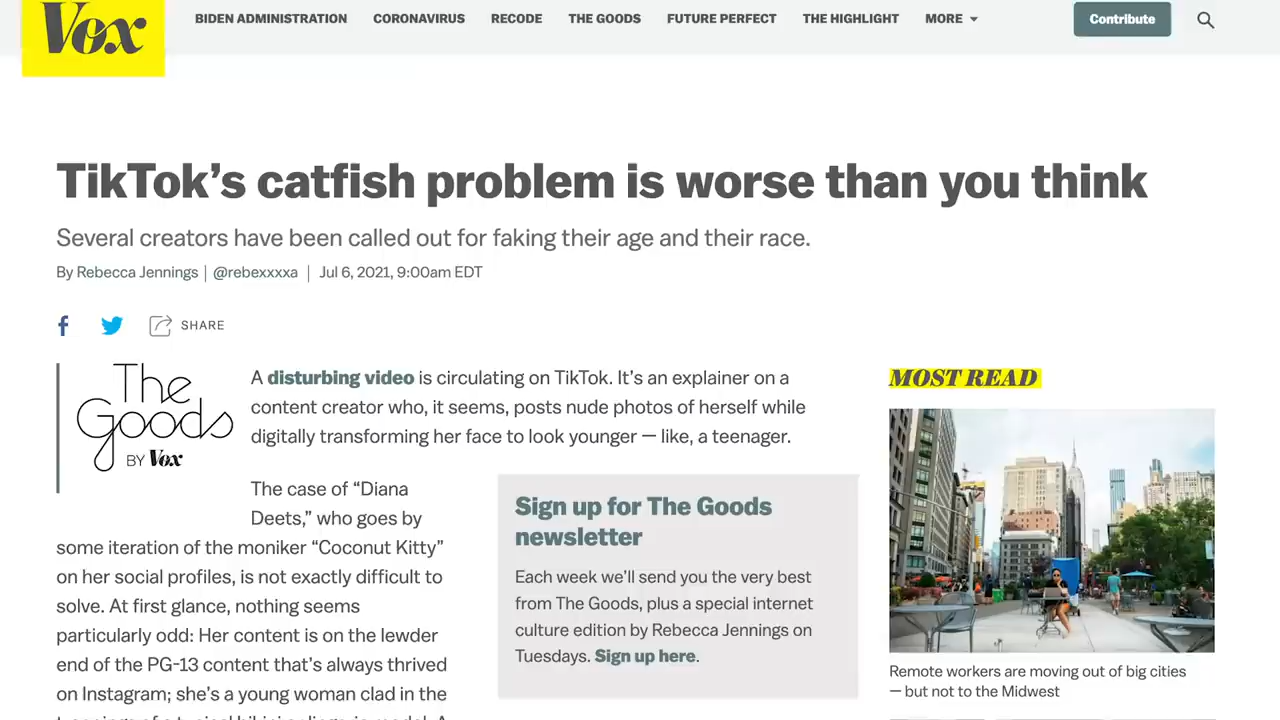 Vox
BIDEN ADMINISTRATION CORONAVIRUS RECODE THE GOODS FUTURE PERFECT THE HIGHLIGHT MORE Contribute
TikTok’s catfish problem is worse than you think
Several creators have been called out for faking their age and their race.
By Rebecca Jennings | @rebexxxxa | Jul 6, 2021, 9:00am EDT
SHARE
The
Goods
BY Vox
A disturbing video is circulating on TikTok. It’s an explainer on a
content creator who, it seems, posts nude photos of herself while
digitally transforming her face to look younger — like, a teenager.
The case of “Diana
Deets,” who goes by
some iteration of the moniker “Coconut Kitty”
on her social profiles, is not exactly difficult to
solve. At first glance, nothing seems
particularly odd: Her content is on the lewder
end of the PG-13 content that’s always thrived
on Instagram; she’s a young woman clad in the
Sign up for The Goods
newsletter
Each week we’ll send you the very best
from The Goods, plus a special internet
culture edition by Rebecca Jennings on
Tuesdays. Sign up here.
MOST READ
Remote workers are moving out of big cities
— but not to the Midwest